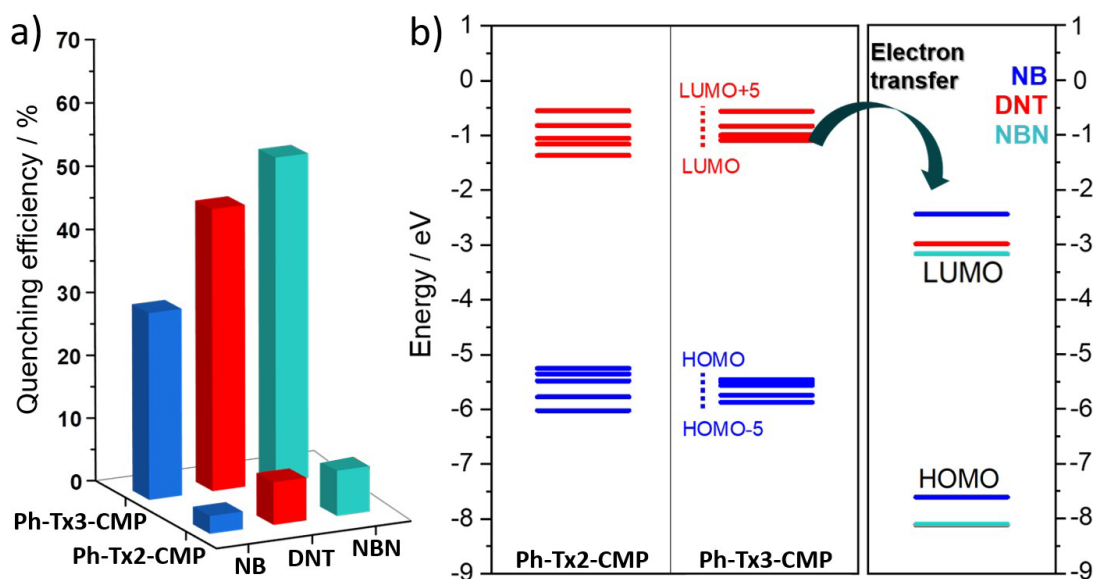 a)
Quenching efficiency / %
70
60
50
40
30
20
10
0
Ph-Tx3-CMP
Ph-Tx2-CMP
NB
DNT
NBN
b)
Energy / eV
1
0
-1
-2
-3
-4
-5
-6
-7
-8
-9
LUMO+5
LUMO
HOMO
HOMO-5
Ph-Tx2-CMP
Ph-Tx3-CMP
Electron
transfer
NB
DNT
NBN
LUMO
HOMO
1
0
-1
-2
-3
-4
-5
-6
-7
-8
-9